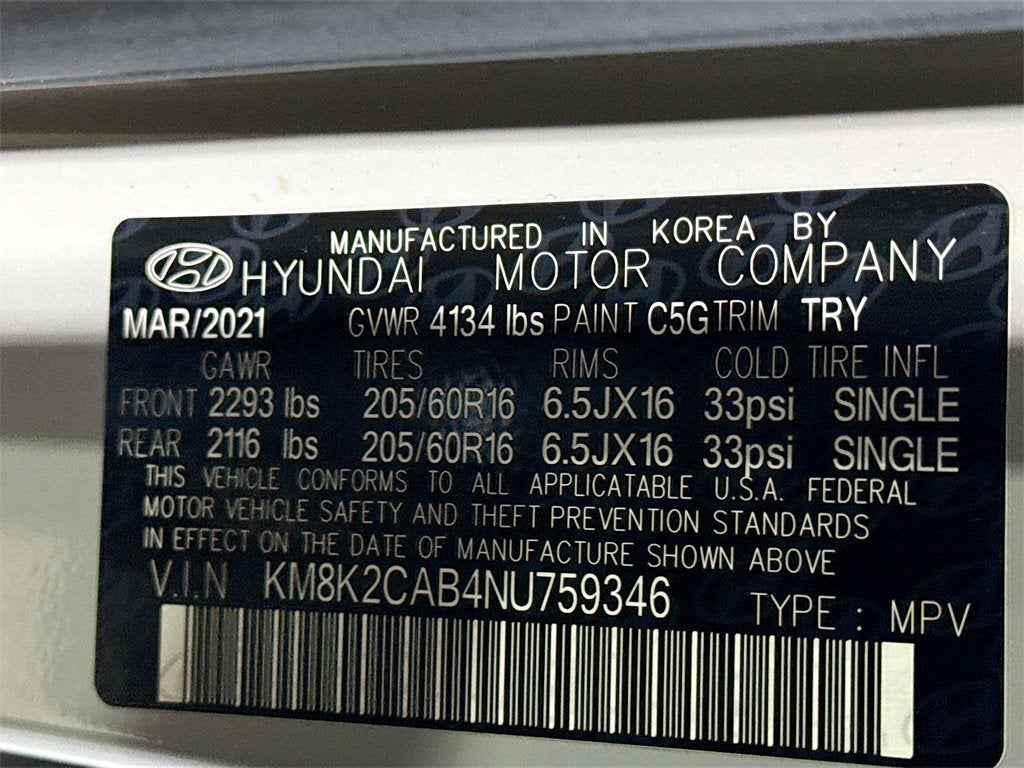 MANUFACTURED IN KOREA BY
HYUNDAI MOTOR COMPANY
MAR/2021 GVWR 4134 lbs PAINT C5G TRIM TRY
GAWR TIRES RIMS COLD TIRE INFL
FRONT 2293 lbs 205/60R16 6.5JX16 33psi SINGLE
REAR 2116 lbs 205/60R16 6.5JX16 33psi SINGLE
THIS VEHICLE CONFORMS TO ALL APPLICATABLE U.S.A. FEDERAL
MOTOR VEHICLE SAFETY AND THEFT PREVENTION STANDARDS
IN EFFECT ON THE DATE OF MANUFACTURE SHOWN ABOVE
V.I.N KM8K2CAB4NU759346 TYPE : MPV